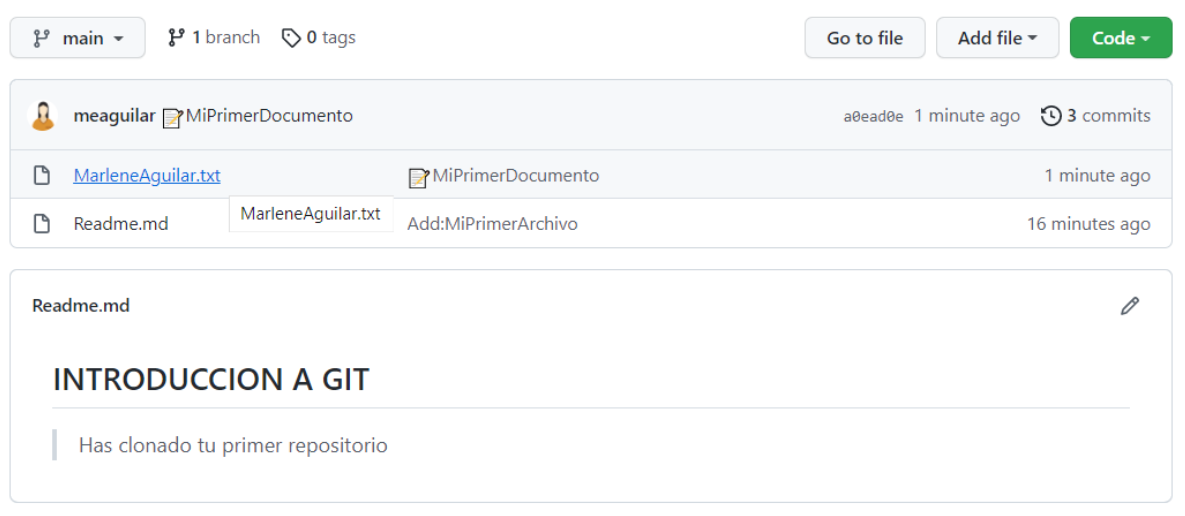 main 1 branch 0 tags Go to file Add file Code
meaguilar 📝MiPrimerDocumento a0ead0e 1 minute ago 3 commits
MarleneAguilar.txt 📝MiPrimerDocumento 1 minute ago
MarleneAguilar.txt
Readme.md Add:MiPrimerArchivo 16 minutes ago
Readme.md
INTRODUCCION A GIT
Has clonado tu primer repositorio